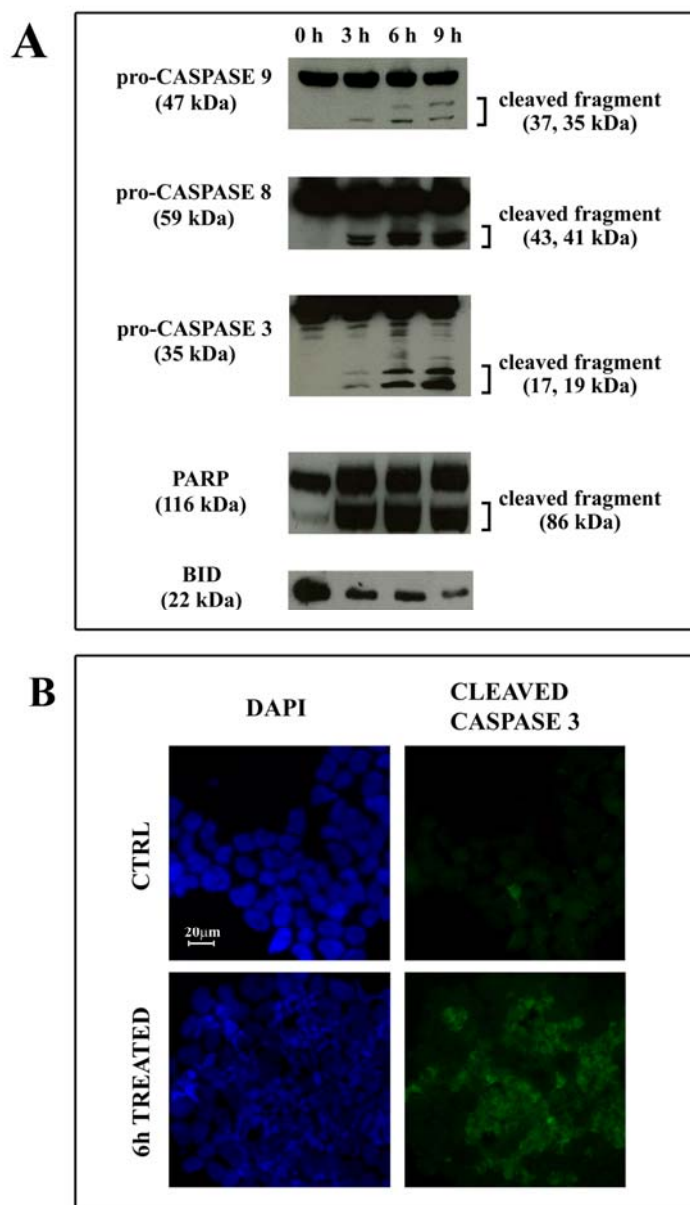 A
0 h 3 h 6 h 9 h
pro-CASPASE 9
(47 kDa)
cleaved fragment
(37, 35 kDa)
pro-CASPASE 8
(59 kDa)
cleaved fragment
(43, 41 kDa)
pro-CASPASE 3
(35 kDa)
cleaved fragment
(17, 19 kDa)
PARP
(116 kDa)
cleaved fragment
(86 kDa)
BID
(22 kDa)
B
DAPI
CLEAVED
CASPASE 3
CTRL
20μm
6h TREATED